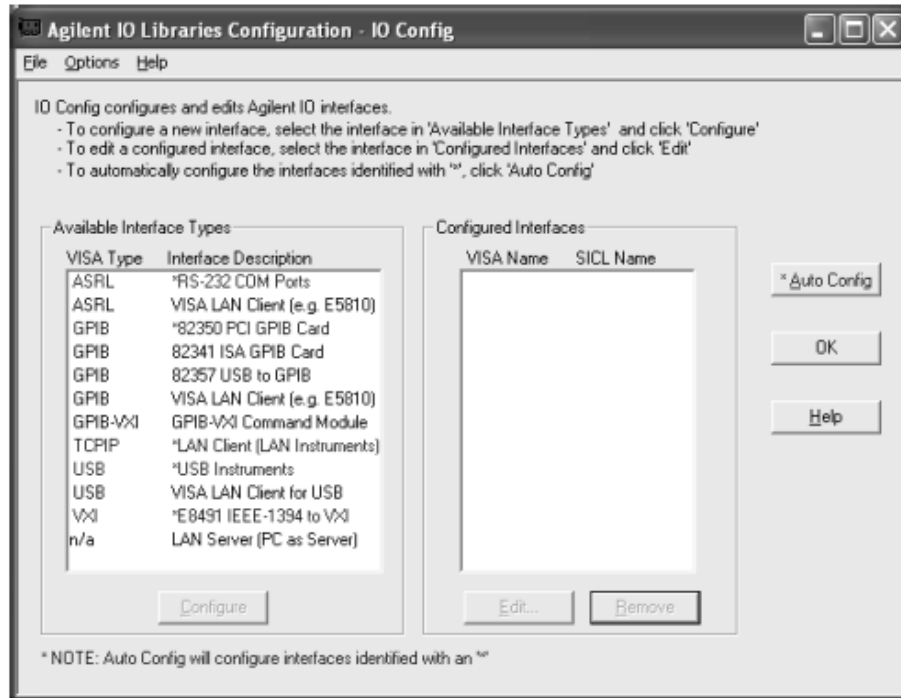 Agilent IO Libraries Configuration - IO Config
File Options Help
IO Config configures and edits Agilent IO interfaces.
- To configure a new interface, select the interface in 'Available Interface Types' and click 'Configure'
- To edit a configured interface, select the interface in 'Configured Interfaces' and click 'Edit'
- To automatically configure the interfaces identified with '*', click 'Auto Config'
Available Interface Types
VISA Type Interface Description
ASRL *RS-232 COM Ports
ASRL VISA LAN Client (e.g. E5810)
GPIB *82350 PCI GPIB Card
GPIB 82341 ISA GPIB Card
GPIB 82357 USB to GPIB
GPIB VISA LAN Client (e.g. E5810)
GPIB-VXI GPIB-VXI Command Module
TCPIP *LAN Client (LAN Instruments)
USB *USB Instruments
USB VISA LAN Client for USB
VXI *E8491 IEEE-1394 to VXI
n/a LAN Server (PC as Server)
Configure
Configured Interfaces
VISA Name SICL Name
Edit... Remove
* Auto Config
OK
Help
* NOTE: Auto Config will configure interfaces identified with an '*'